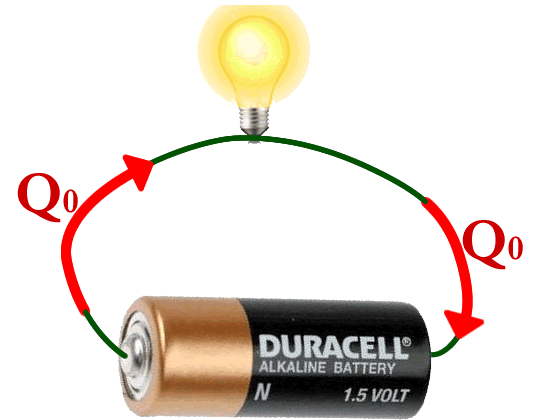 Q0
Q0
DURACELL®
ALKALINE BATTERY
N 1.5 VOLT